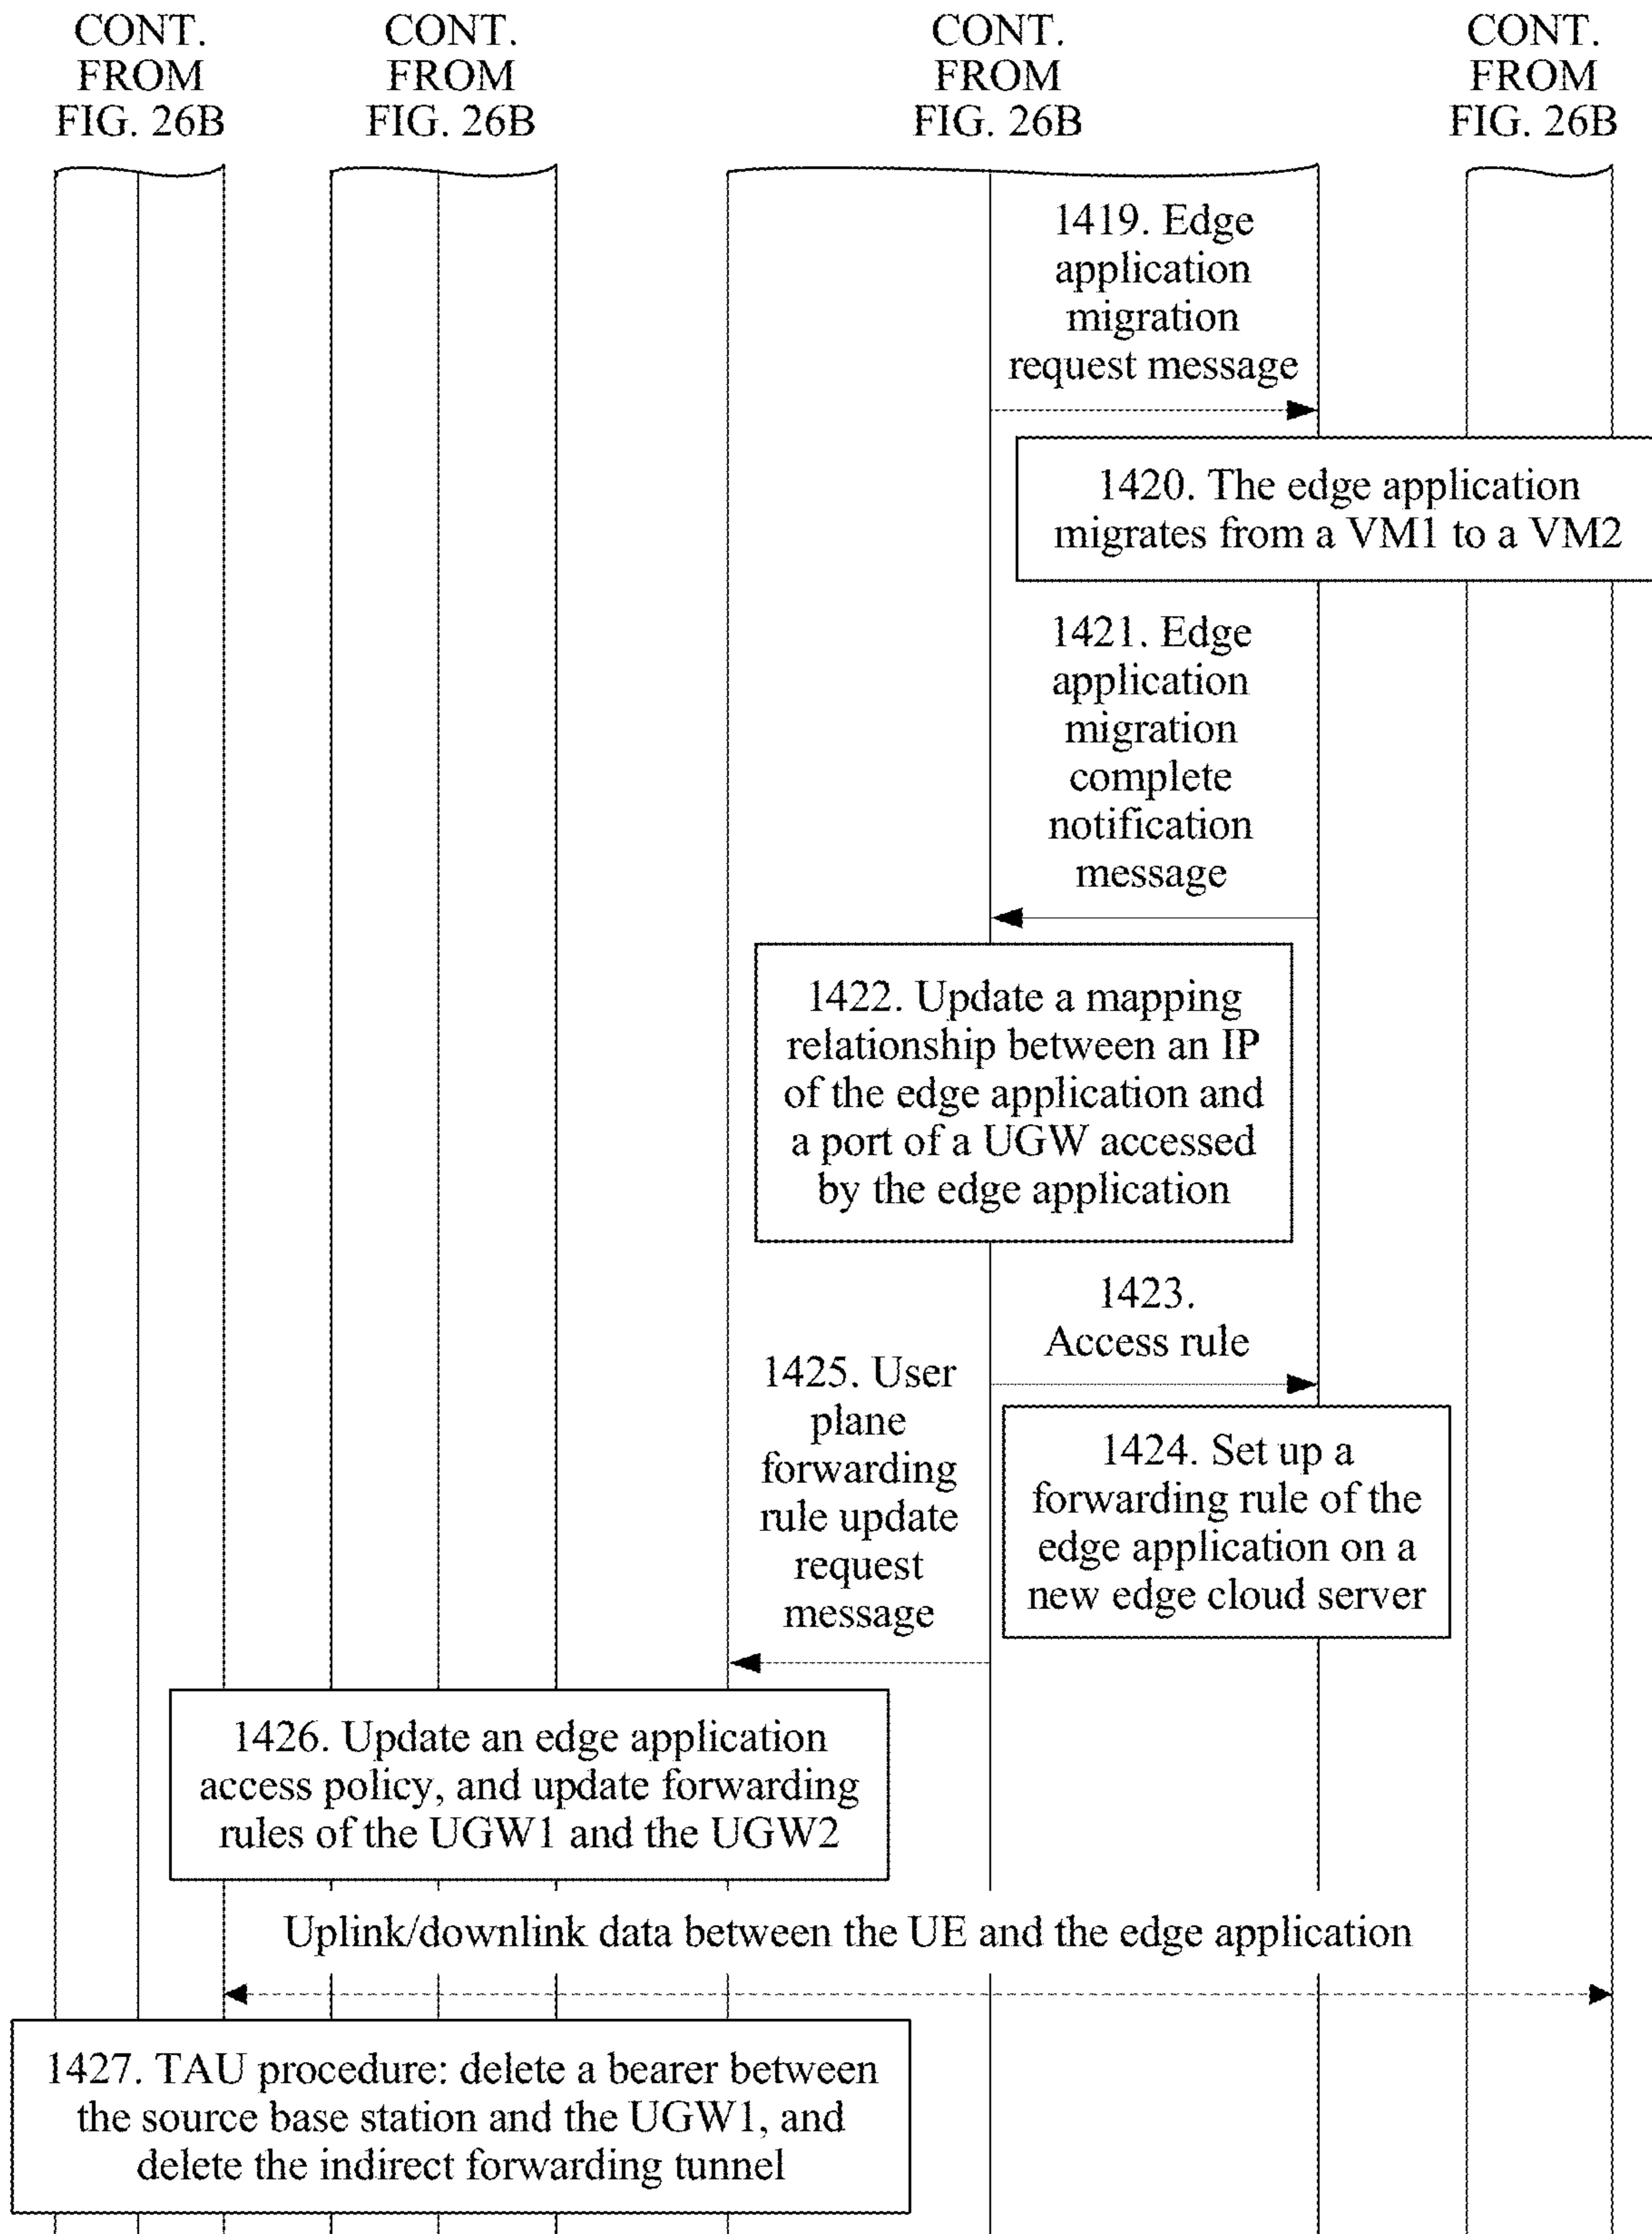 CONT.
FROM
FIG. 26B
CONT.
FROM
FIG. 26B
CONT.
FROM
FIG. 26B
CONT.
FROM
FIG. 26B
1419. Edge
application
migration
request message
1420. The edge application
migrates from a VM1 to a VM2
1421. Edge
application
migration
complete
notification
message
1422. Update a mapping
relationship between an IP
of the edge application and
a port of a UGW accessed
by the edge application
1423.
Access rule
1425. User
plane
forwarding
rule update
request
message
1424. Set up a
forwarding rule of the
edge application on a
new edge cloud server
1426. Update an edge application
access policy, and update forwarding
rules of the UGW1 and the UGW2
Uplink/downlink data between the UE and the edge application
1427. TAU procedure: delete a bearer between
the source base station and the UGW1, and
delete the indirect forwarding tunnel